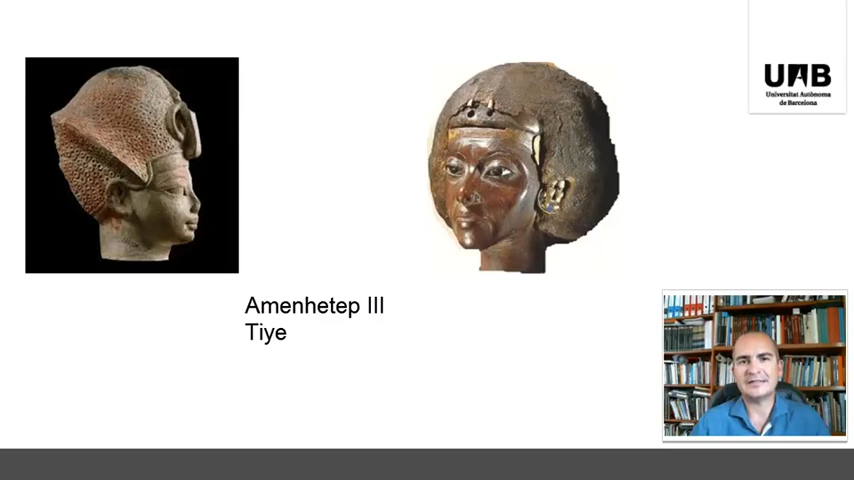 UAB
Universitat Autònoma
de Barcelona
Amenhetep III
Tiye